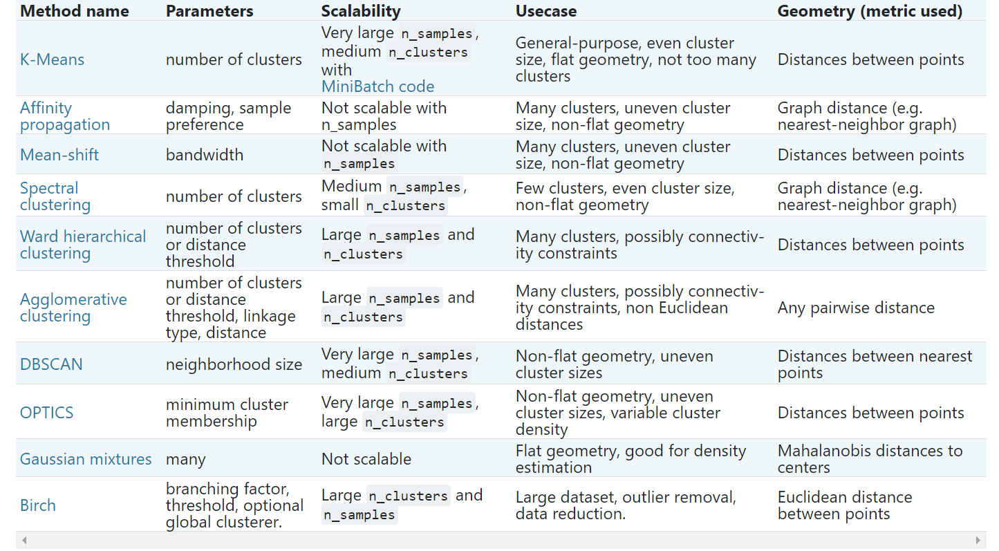 Method name Parameters Scalability Usecase Geometry (metric used)
K-Means
number of clusters
Very large n_samples,
medium n_clusters
with
MiniBatch code
General-purpose, even cluster
size, flat geometry, not too many
clusters
Distances between points
Affinity
propagation
damping, sample
preference
Not scalable with
n_samples
Many clusters, uneven cluster
size, non-flat geometry
Graph distance (e.g.
nearest-neighbor graph)
Mean-shift
bandwidth
Not scalable with
n_samples
Many clusters, uneven cluster
size, non-flat geometry
Distances between points
Spectral
clustering
number of clusters
Medium n_samples,
small n_clusters
Few clusters, even cluster size,
non-flat geometry
Graph distance (e.g.
nearest-neighbor graph)
Ward hierarchical
clustering
number of clusters
or distance
threshold
Large n_samples and
n_clusters
Many clusters, possibly connectiv-
ity constraints
Distances between points
Agglomerative
clustering
number of clusters
or distance
threshold, linkage
type, distance
Large n_samples and
n_clusters
Many clusters, possibly connectiv-
ity constraints, non Euclidean
distances
Any pairwise distance
DBSCAN
neighborhood size
Very large n_samples,
medium n_clusters
Non-flat geometry, uneven
cluster sizes
Distances between nearest
points
OPTICS
minimum cluster
membership
Very large n_samples,
large n_clusters
Non-flat geometry, uneven
cluster sizes, variable cluster
density
Distances between points
Gaussian mixtures
many
Not scalable
Flat geometry, good for density
estimation
Mahalanobis distances to
centers
Birch
branching factor,
threshold, optional
global clusterer.
Large n_clusters and
n_samples
Large dataset, outlier removal,
data reduction.
Euclidean distance
between points